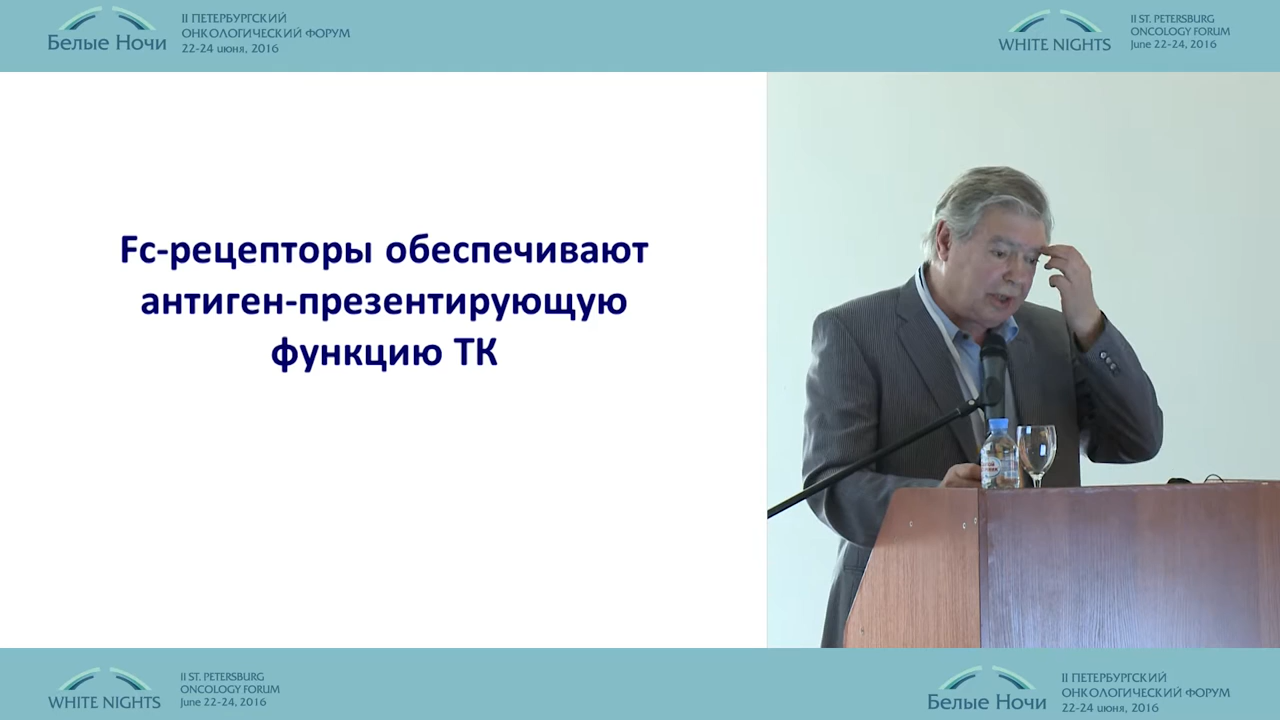 Белые Ночи
II ПЕТЕРБУРГСКИЙ
ОНКОЛОГИЧЕСКИЙ ФОРУМ
22-24 июня, 2016
WHITE NIGHTS
II ST. PETERSBURG
ONCOLOGY FORUM
June 22-24, 2016
Fc-рецепторы обеспечивают
антиген-презентирующую
функцию ТК
WHITE NIGHTS
II ST. PETERSBURG
ONCOLOGY FORUM
June 22-24, 2016
Белые Ночи
II ПЕТЕРБУРГСКИЙ
ОНКОЛОГИЧЕСКИЙ ФОРУМ
22-24 июня, 2016